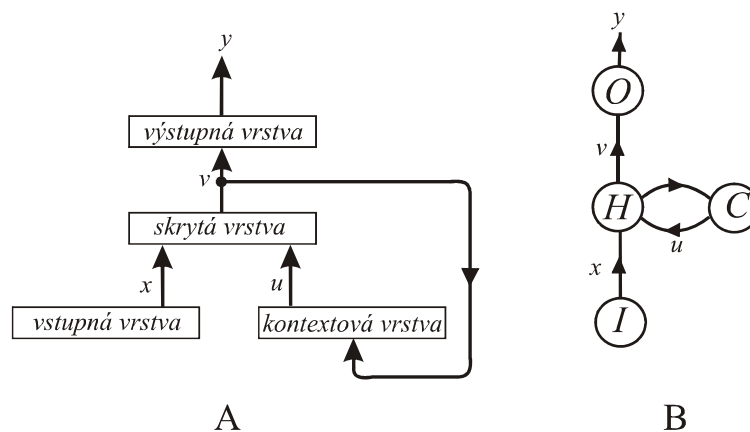 y
výstupná vrstva
v
skrytá vrstva
x
u
vstupná vrstva
kontextová vrstva
A
y
O
v
H
C
u
x
I
B